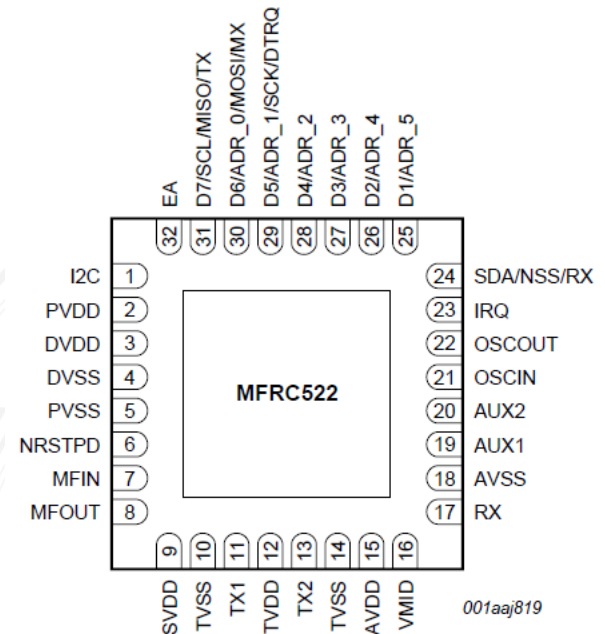 EA
D7/SCL/MISO/TX
D6/ADR_0/MOSI/MX
D5/ADR_1/SCK/DTRQ
D4/ADR_2
D3/ADR_3
D2/ADR_4
D1/ADR_5
32
31
30
29
28
27
26
25
I2C 1
PVDD 2
DVDD 3
DVSS 4
PVSS 5
NRSTPD 6
MFIN 7
MFOUT 8
MFRC522
24 SDA/NSS/RX
23 IRQ
22 OSCOUT
21 OSCIN
20 AUX2
19 AUX1
18 AVSS
17 RX
9
10
11
12
13
14
15
16
SVDD
TVSS
TX1
TVDD
TX2
TVSS
AVDD
VMID
001aaj819